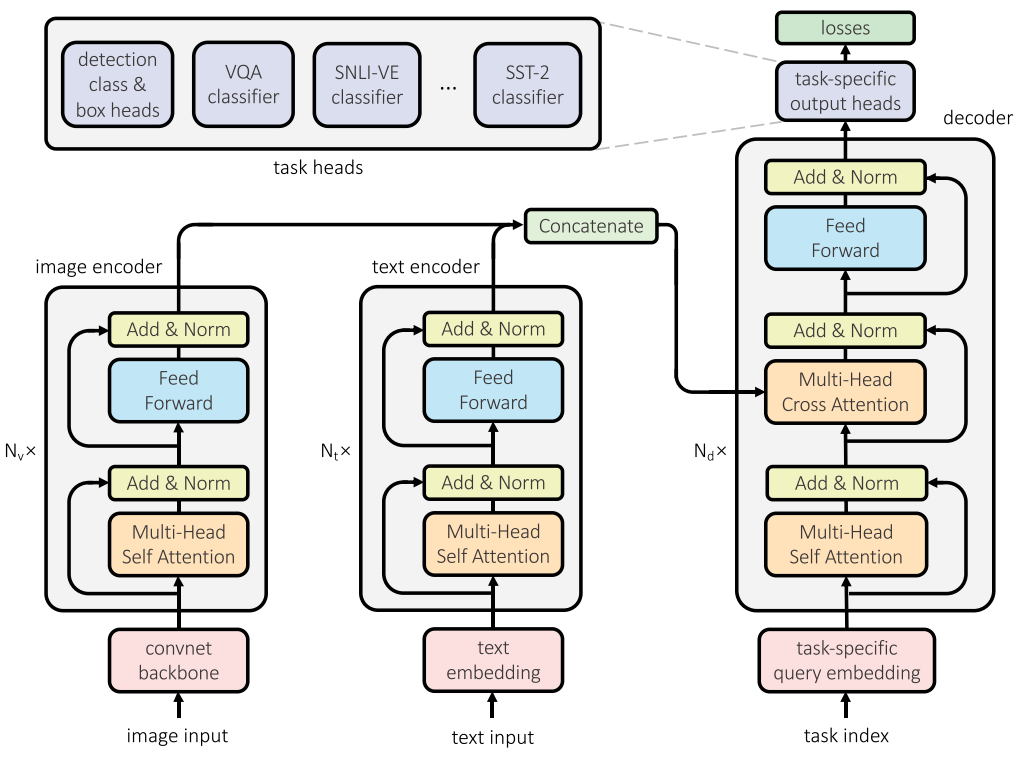 detection
class &
box heads
VQA
classifier
SNLI-VE
classifier
...
SST-2
classifier
task heads
losses
task-specific
output heads
decoder
Add & Norm
Feed
Forward
Add & Norm
Multi-Head
Cross Attention
N_d×
Add & Norm
Multi-Head
Self Attention
task-specific
query embedding
task index
Concatenate
image encoder
Add & Norm
Feed
Forward
N_v×
Add & Norm
Multi-Head
Self Attention
convnet
backbone
image input
text encoder
Add & Norm
Feed
Forward
N_t×
Add & Norm
Multi-Head
Self Attention
text
embedding
text input